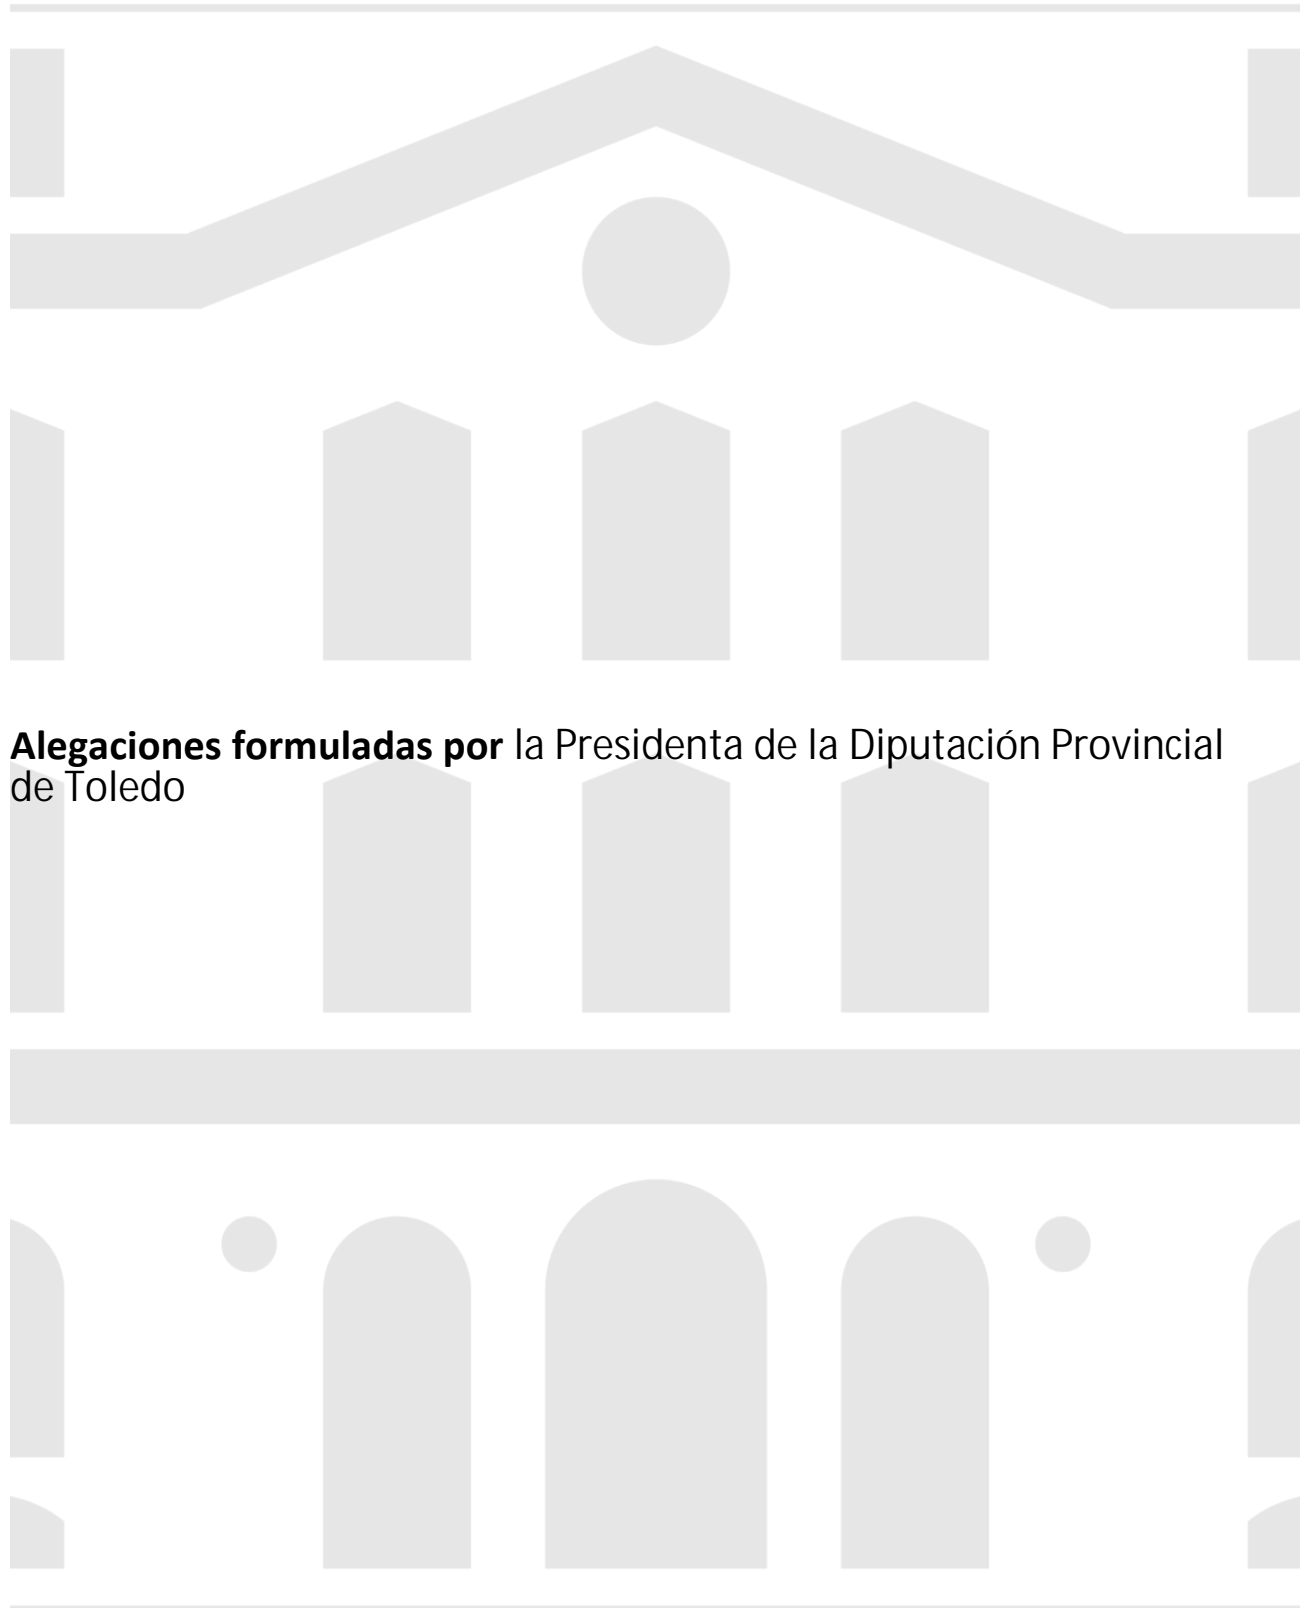 Alegaciones formuladas por la Presidenta de la Diputación Provincial
de Toledo